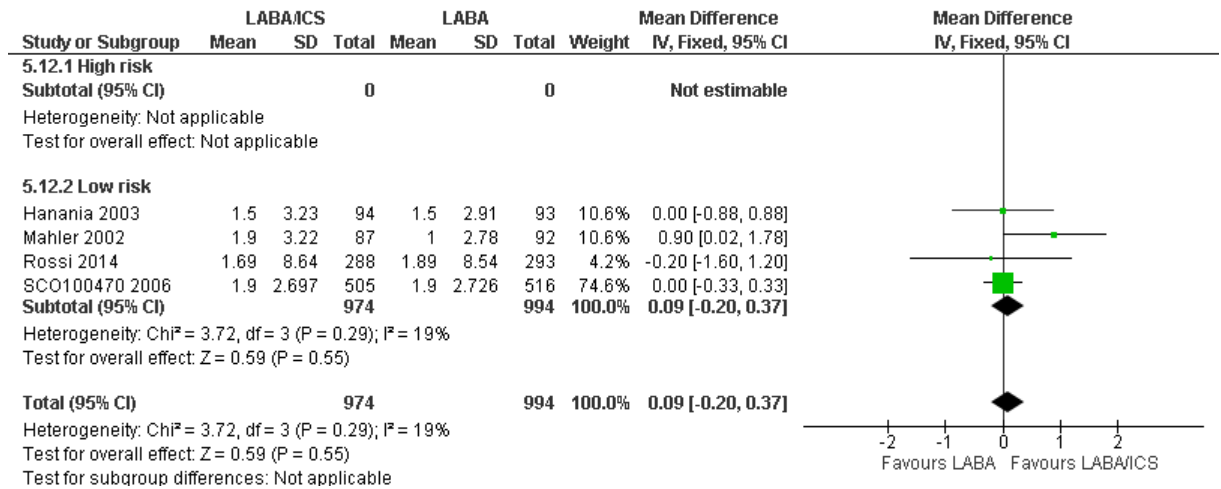 LABA/ICS LABA Mean Difference Mean Difference
Study or Subgroup Mean SD Total Mean SD Total Weight IV, Fixed, 95% CI IV, Fixed, 95% CI
5.12.1 High risk
Subtotal (95% CI) 0 0 Not estimable
Heterogeneity: Not applicable
Test for overall effect: Not applicable
5.12.2 Low risk
Hanania 2003 1.5 3.23 94 1.5 2.91 93 10.6% 0.00 [-0.88, 0.88]
Mahler 2002 1.9 3.22 87 1 2.78 92 10.6% 0.90 [0.02, 1.78]
Rossi 2014 1.69 8.64 288 1.89 8.54 293 4.2% -0.20 [-1.60, 1.20]
SCO100470 2006 1.9 2.697 505 1.9 2.726 516 74.6% 0.00 [-0.33, 0.33]
Subtotal (95% CI) 974 994 100.0% 0.09 [-0.20, 0.37]
Heterogeneity: Chi² = 3.72, df = 3 (P = 0.29); I² = 19%
Test for overall effect: Z = 0.59 (P = 0.55)
Total (95% CI) 974 994 100.0% 0.09 [-0.20, 0.37]
Heterogeneity: Chi² = 3.72, df = 3 (P = 0.29); I² = 19%
Test for overall effect: Z = 0.59 (P = 0.55)
Test for subgroup differences: Not applicable
-2 -1 0 1 2
Favours LABA Favours LABA/ICS